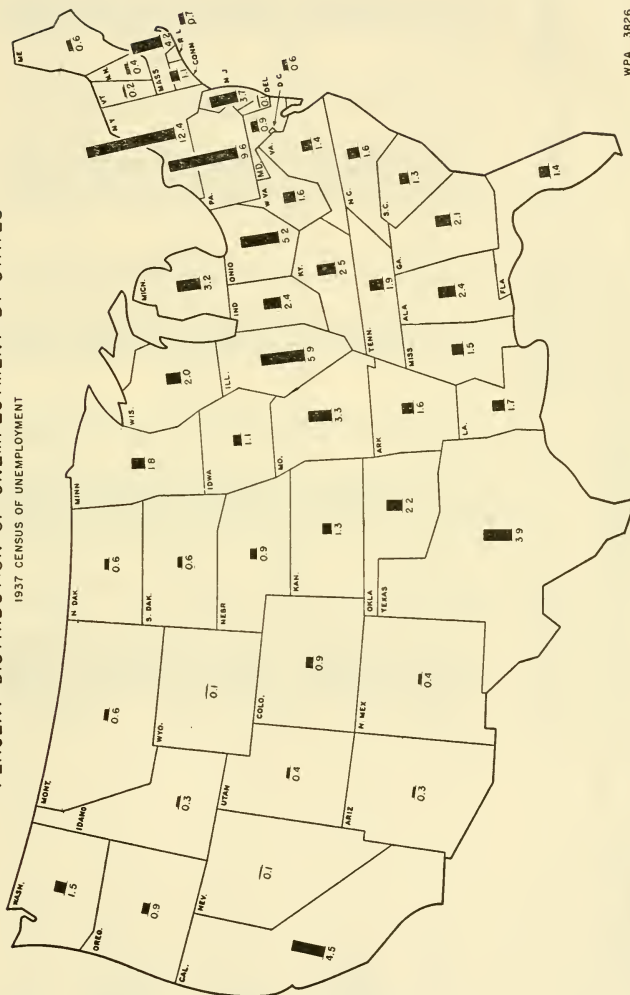 PERCENT DISTRIBUTION OF UNEMPLOYMENT BY STATES
1937 CENSUS OF UNEMPLOYMENT
WASH.
1.5
OREG.
0.9
CAL.
4.5
NEV.
0.1
IDAHO
0.3
MONT.
0.6
WYO.
0.1
UTAH
0.4
ARIZ
0.3
COLO.
0.9
N. MEX
0.4
N. DAK.
0.6
S. DAK.
0.6
NEBR
0.9
KAN.
1.3
OKLA
2.2
TEXAS
3.9
MINN
1.8
IOWA
1.1
MO.
3.3
ARK
1.6
LA.
1.7
WIS.
2.0
ILL.
5.9
MICH.
3.2
IND
2.4
OHIO
5.2
KY.
2.5
TENN.
1.9
MISS
1.5
ALA
2.4
GA.
2.1
FLA
1.4
S.C.
1.3
N.C.
1.6
VA.
1.4
W.VA
1.6
MD.
0.9
D C
0.6
DEL
0.1
PA.
9.6
N J
3.7
N.Y.
12.4
CONN
1.1
R I.
0.7
MASS
4.2
VT
0.2
N.H.
0.4
ME
0.6
WPA 3826